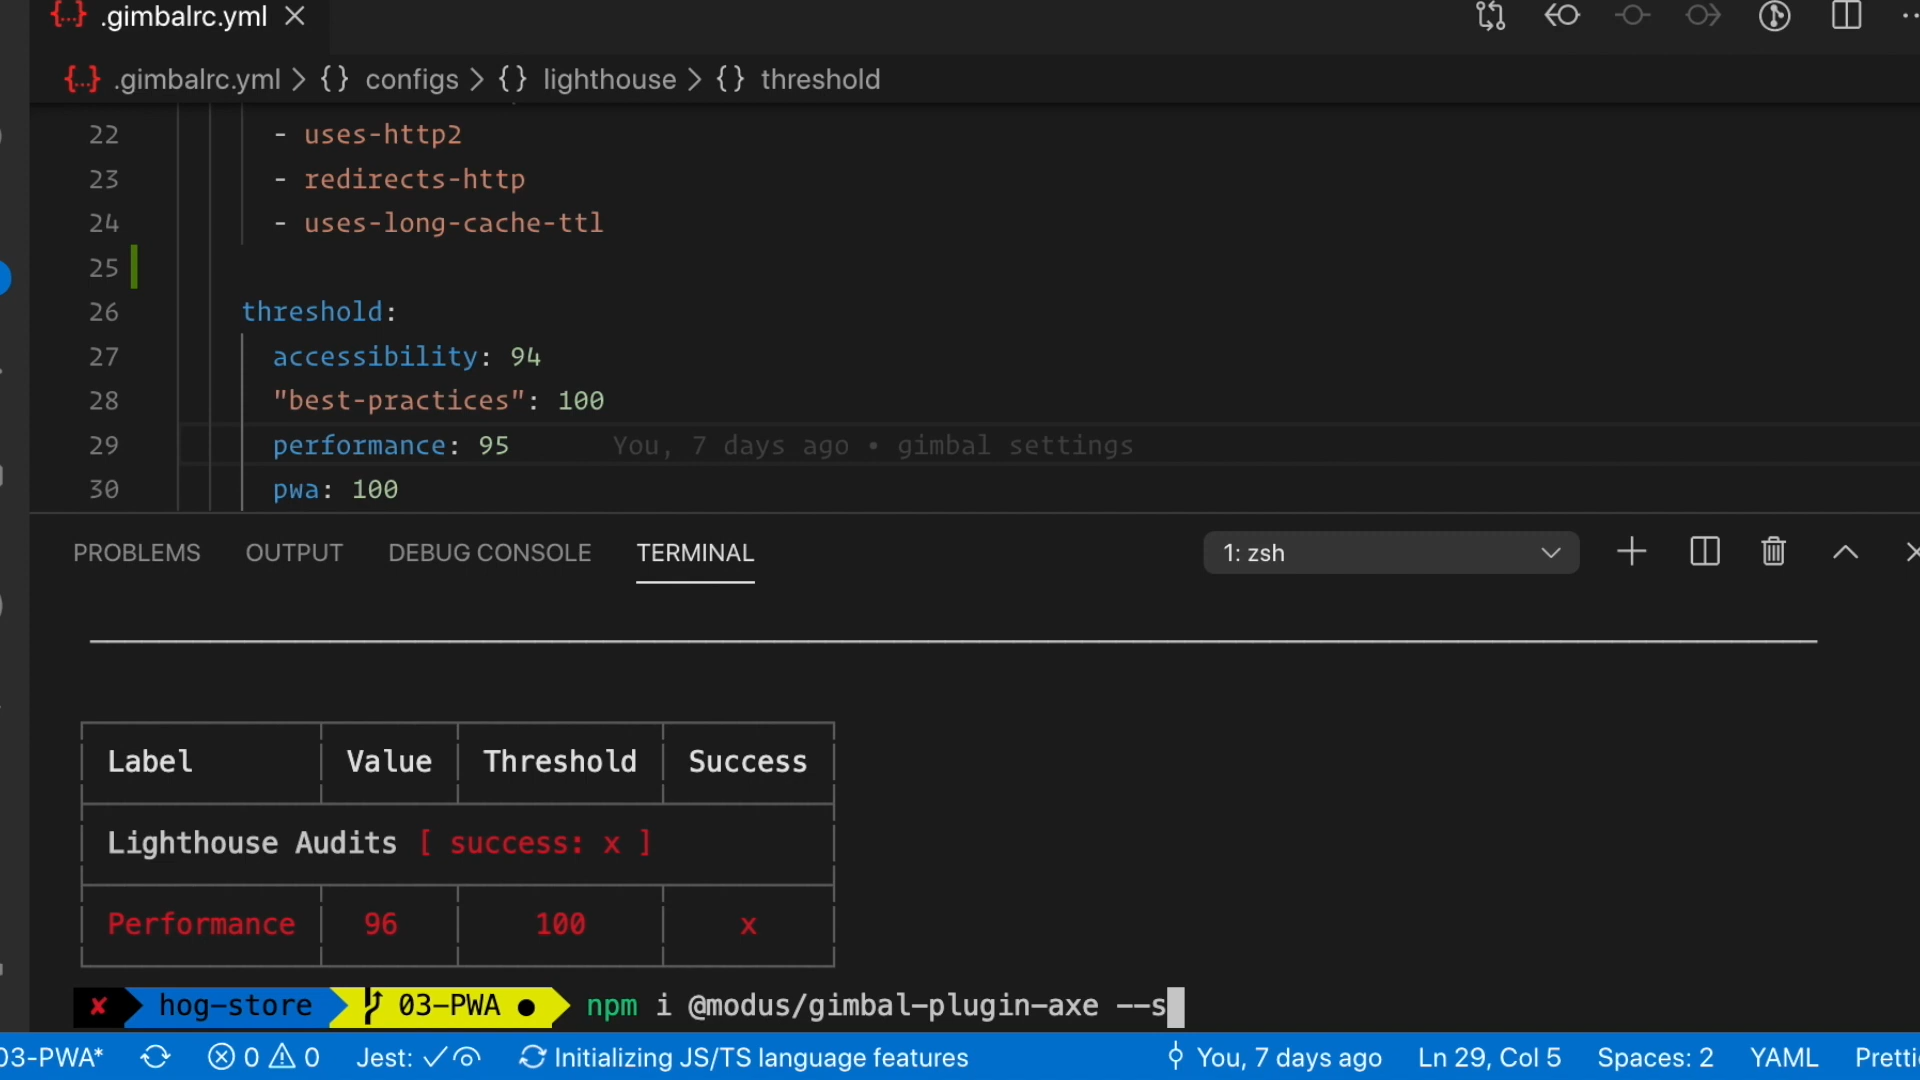 {..} .gimbalrc.yml ×
{..} .gimbalrc.yml > {} configs > {} lighthouse > {} threshold
22 - uses-http2
23 - redirects-http
24 - uses-long-cache-ttl
25
26 threshold:
27 accessibility: 94
28 "best-practices": 100
29 performance: 95 You, 7 days ago • gimbal settings
30 pwa: 100
PROBLEMS OUTPUT DEBUG CONSOLE TERMINAL 1: zsh
Label Value Threshold Success
Lighthouse Audits [ success: x ]
Performance 96 100 x
✘ hog-store 03-PWA ● npm i @modus/gimbal-plugin-axe --s
03-PWA* 0 0 Jest: ✓ Initializing JS/TS language features You, 7 days ago Ln 29, Col 5 Spaces: 2 YAML Pretti